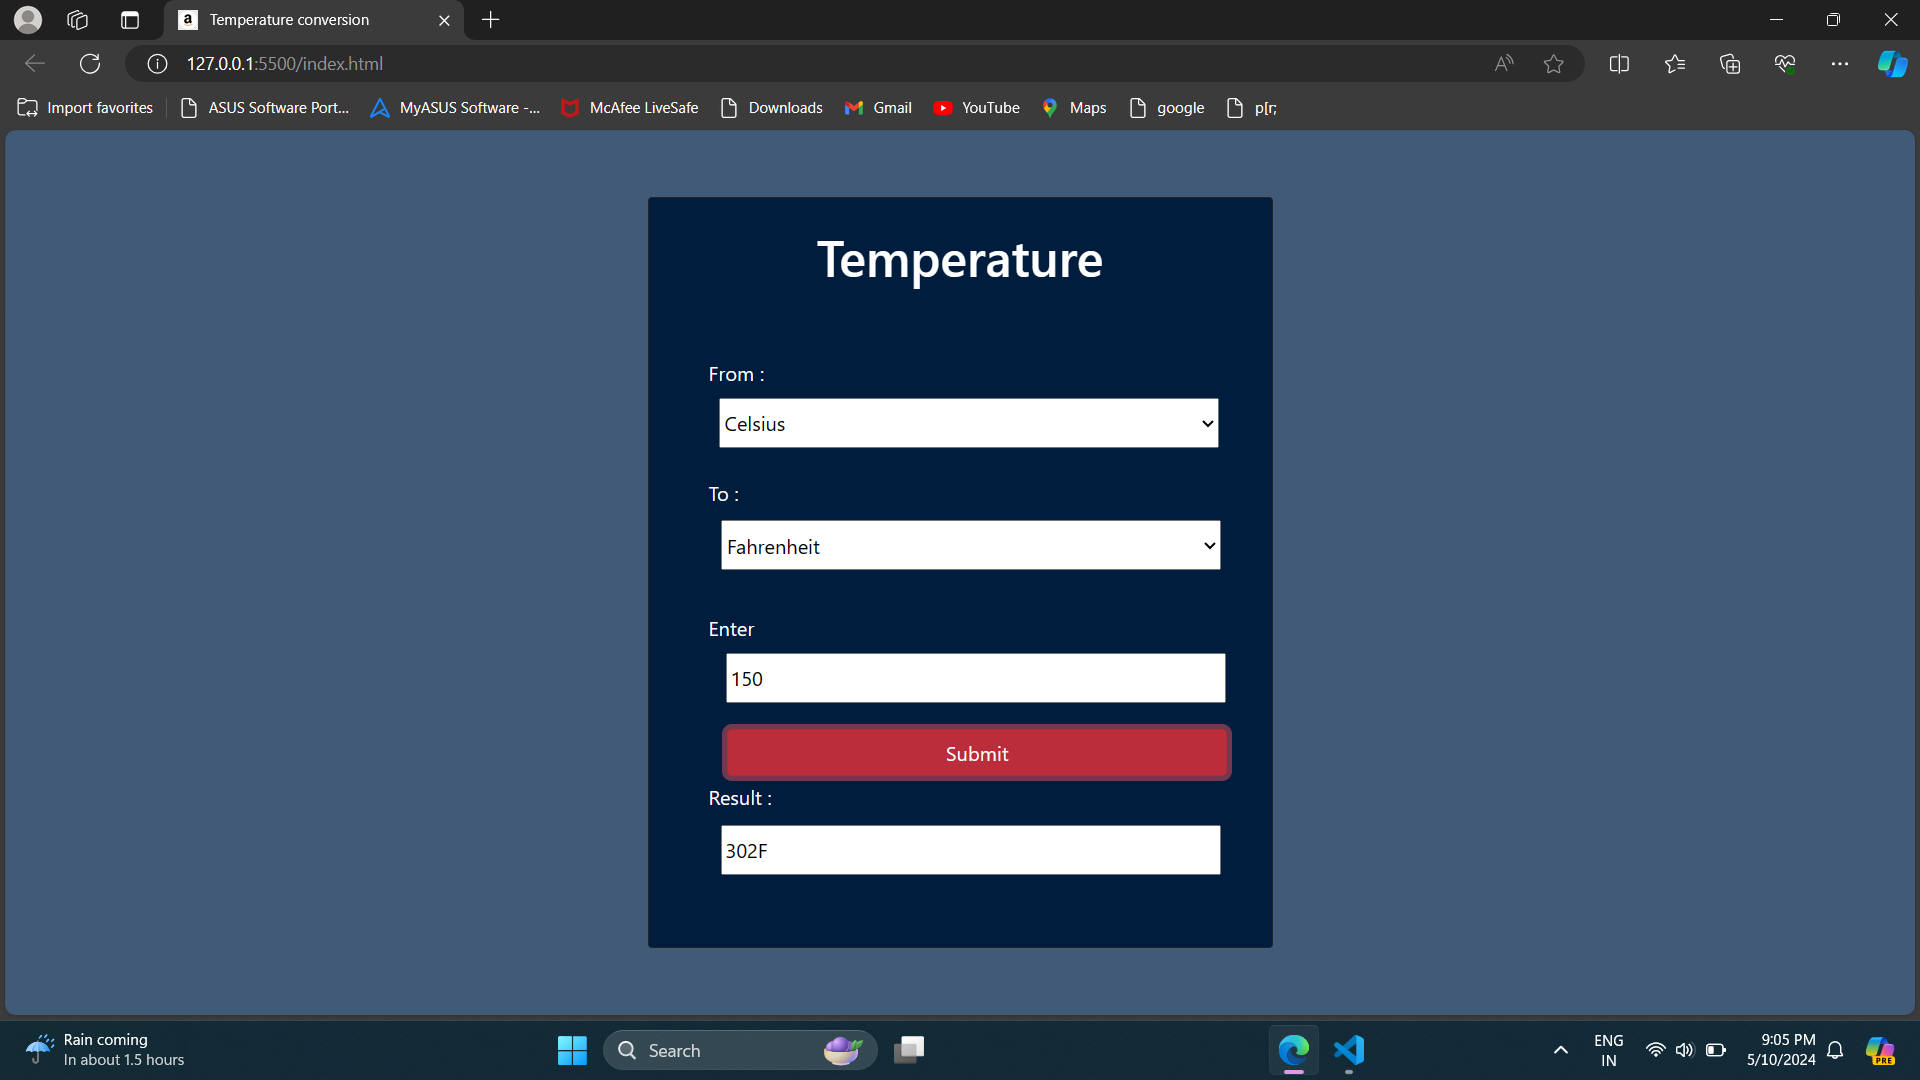 Temperature conversion
127.0.0.1:5500/index.html
Import favorites ASUS Software Port... MyASUS Software -... McAfee LiveSafe Downloads Gmail YouTube Maps google p[r;
Temperature
From :
Celsius
To :
Fahrenheit
Enter
150
Submit
Result :
302F
Rain coming
In about 1.5 hours
Search
ENG
IN
9:05 PM
5/10/2024
PRE